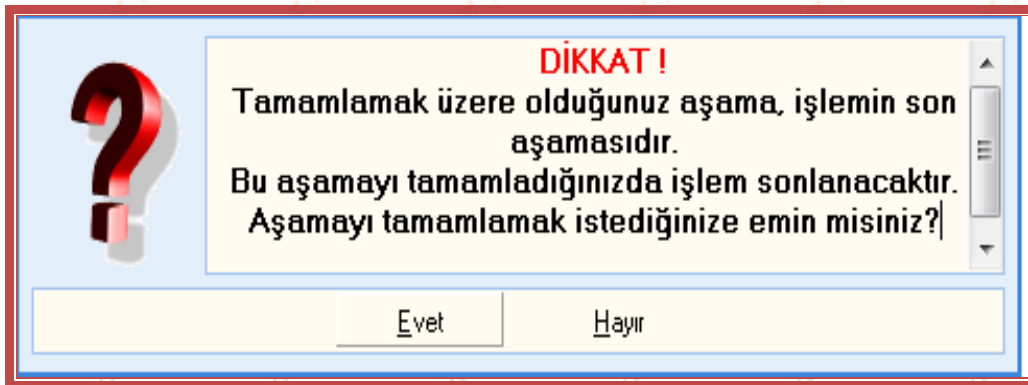 DİKKAT !
Tamamlamak üzere olduğunuz aşama, işlemin son
aşamasıdır.
Bu aşamayı tamamladığınızda işlem sonlanacaktır.
Aşamayı tamamlamak istediğinize emin misiniz?
Evet
Hayır